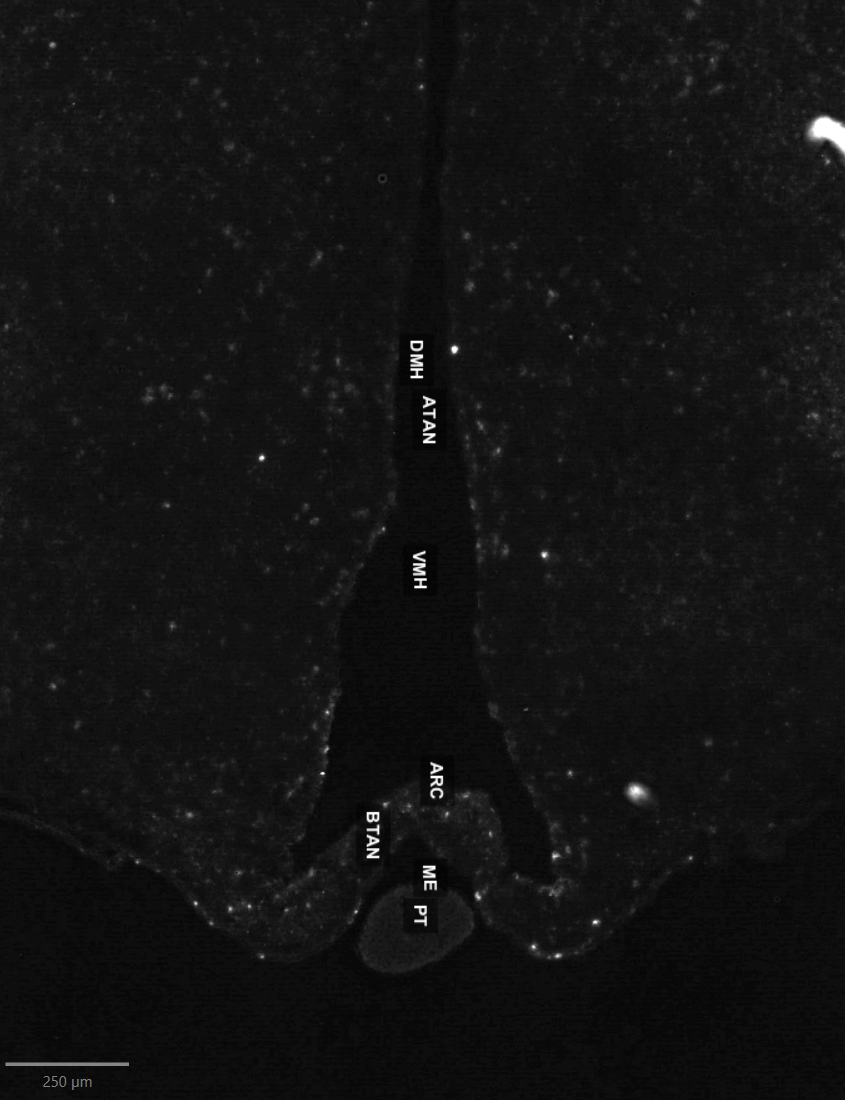 DMH
ATAN
VMH
ARC
BTAN
ME
PT
250 µm